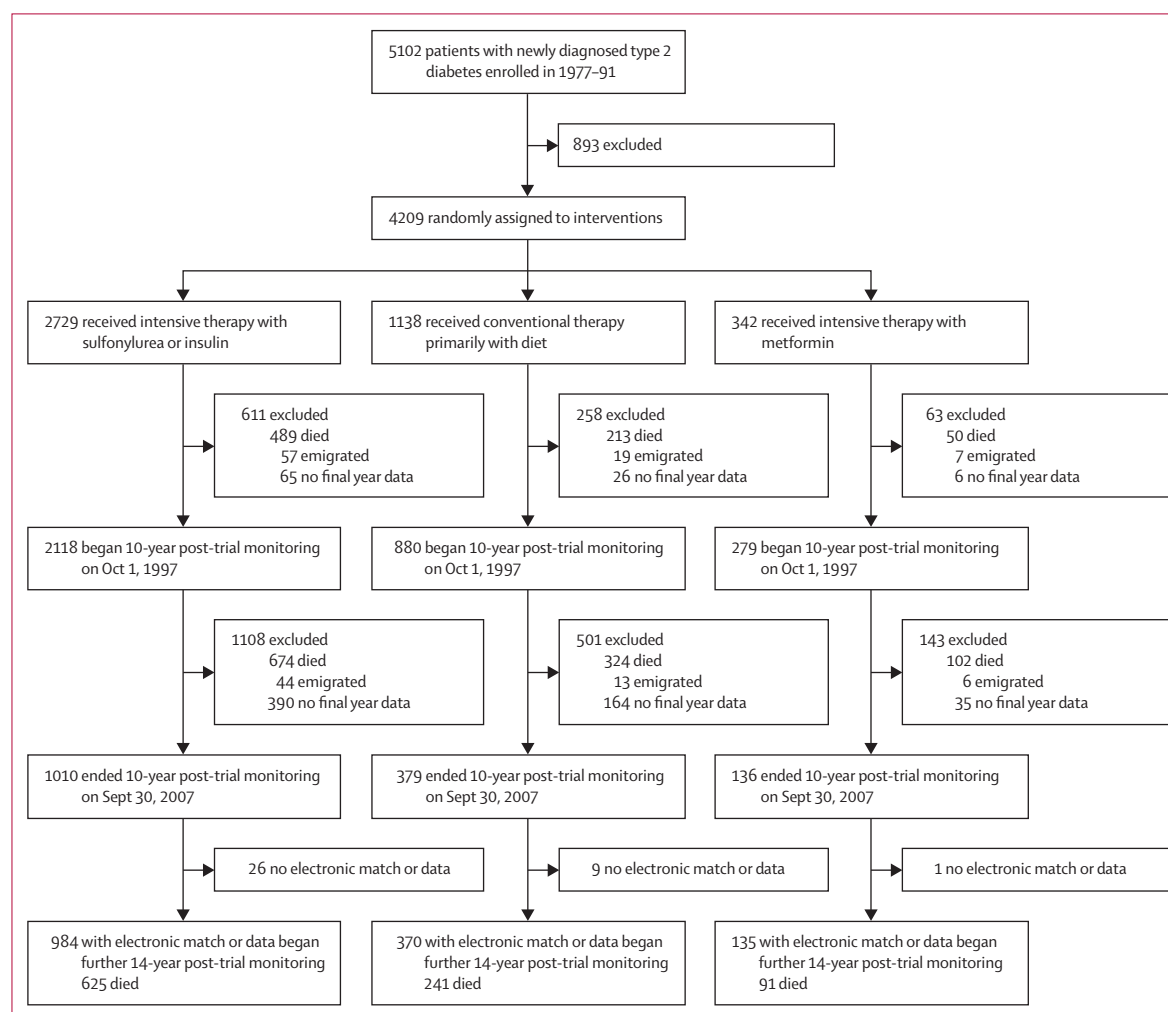 5102 patients with newly diagnosed type 2
diabetes enrolled in 1977–91
893 excluded
4209 randomly assigned to interventions
2729 received intensive therapy with
sulfonylurea or insulin
1138 received conventional therapy
primarily with diet
342 received intensive therapy with
metformin
611 excluded
489 died
57 emigrated
65 no final year data
258 excluded
213 died
19 emigrated
26 no final year data
63 excluded
50 died
7 emigrated
6 no final year data
2118 began 10-year post-trial monitoring
on Oct 1, 1997
880 began 10-year post-trial monitoring
on Oct 1, 1997
279 began 10-year post-trial monitoring
on Oct 1, 1997
1108 excluded
674 died
44 emigrated
390 no final year data
501 excluded
324 died
13 emigrated
164 no final year data
143 excluded
102 died
6 emigrated
35 no final year data
1010 ended 10-year post-trial monitoring
on Sept 30, 2007
379 ended 10-year post-trial monitoring
on Sept 30, 2007
136 ended 10-year post-trial monitoring
on Sept 30, 2007
26 no electronic match or data
9 no electronic match or data
1 no electronic match or data
984 with electronic match or data began
further 14-year post-trial monitoring
625 died
370 with electronic match or data began
further 14-year post-trial monitoring
241 died
135 with electronic match or data began
further 14-year post-trial monitoring
91 died